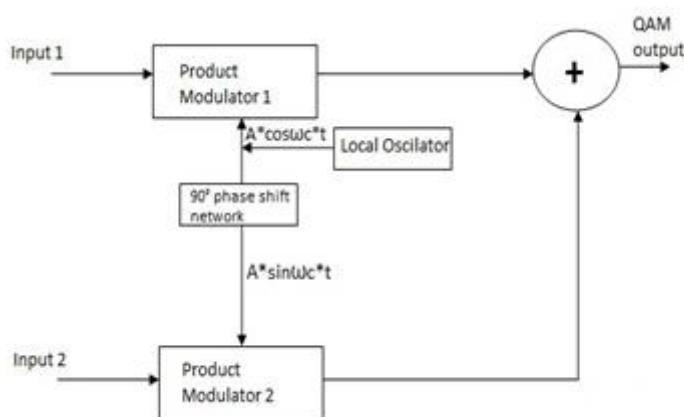 QAM
output
Input 1
Product
Modulator 1
+
A*cosωc*t
Local Oscilator
90° phase shift
network
A*sinωc*t
Input 2
Product
Modulator 2